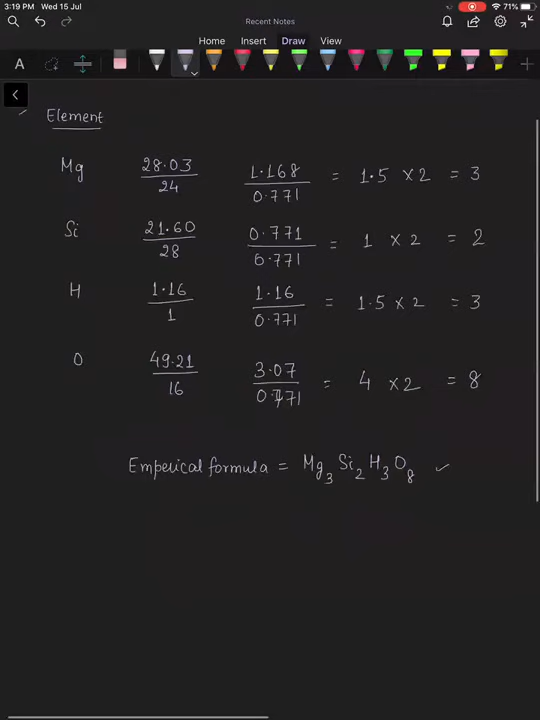 3:19 PM Wed 15 Jul 71%
Recent Notes
Home Insert Draw View
A
Element
Mg 28.03/24 1.168/0.771 = 1.5 × 2 = 3
Si 21.60/28 0.771/0.771 = 1 × 2 = 2
H 1.16/1 1.16/0.771 = 1.5 × 2 = 3
O 49.21/16 3.07/0.771 = 4 × 2 = 8
Emperical formula = Mg3 Si2 H3 O8 ✓